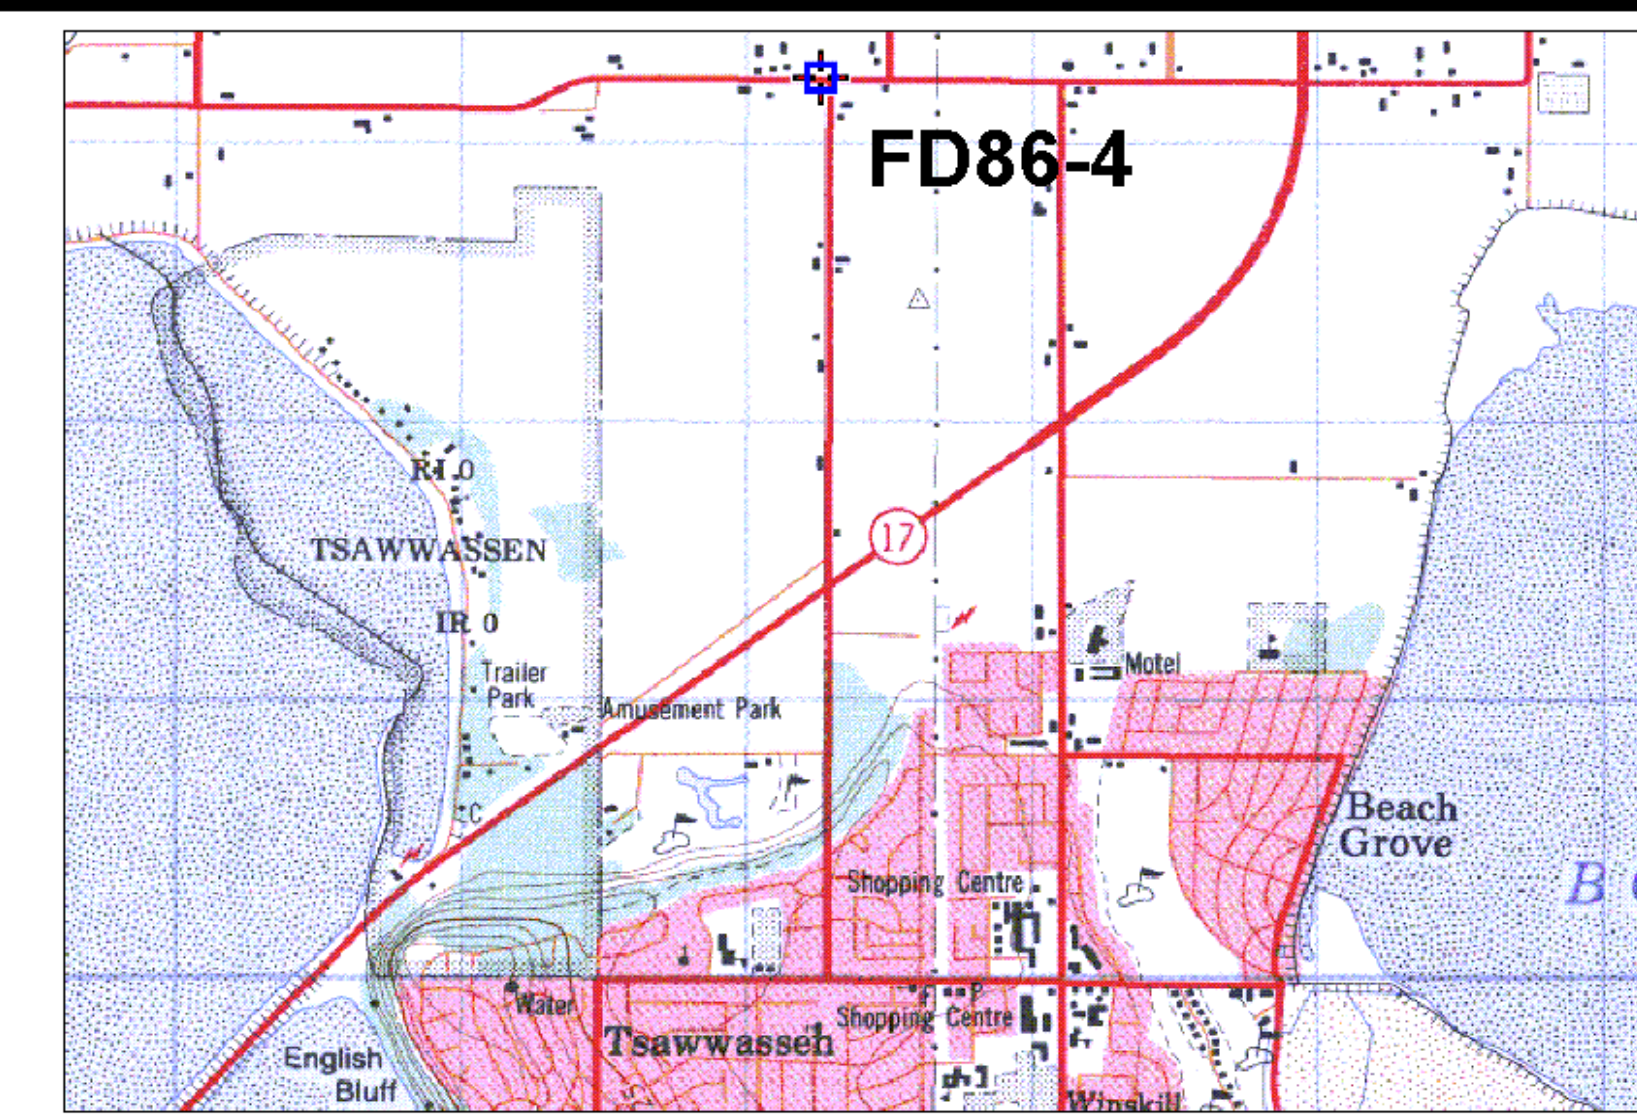 FD86-4
RI 0
TSAWWASSEN
17
IR 0
Trailer
Park
Motel
Amusement Park
C
Beach
Grove
Shopping Centre
B
Water
P
Shopping Centre
Tsawwassen
English
Bluff
Winskill